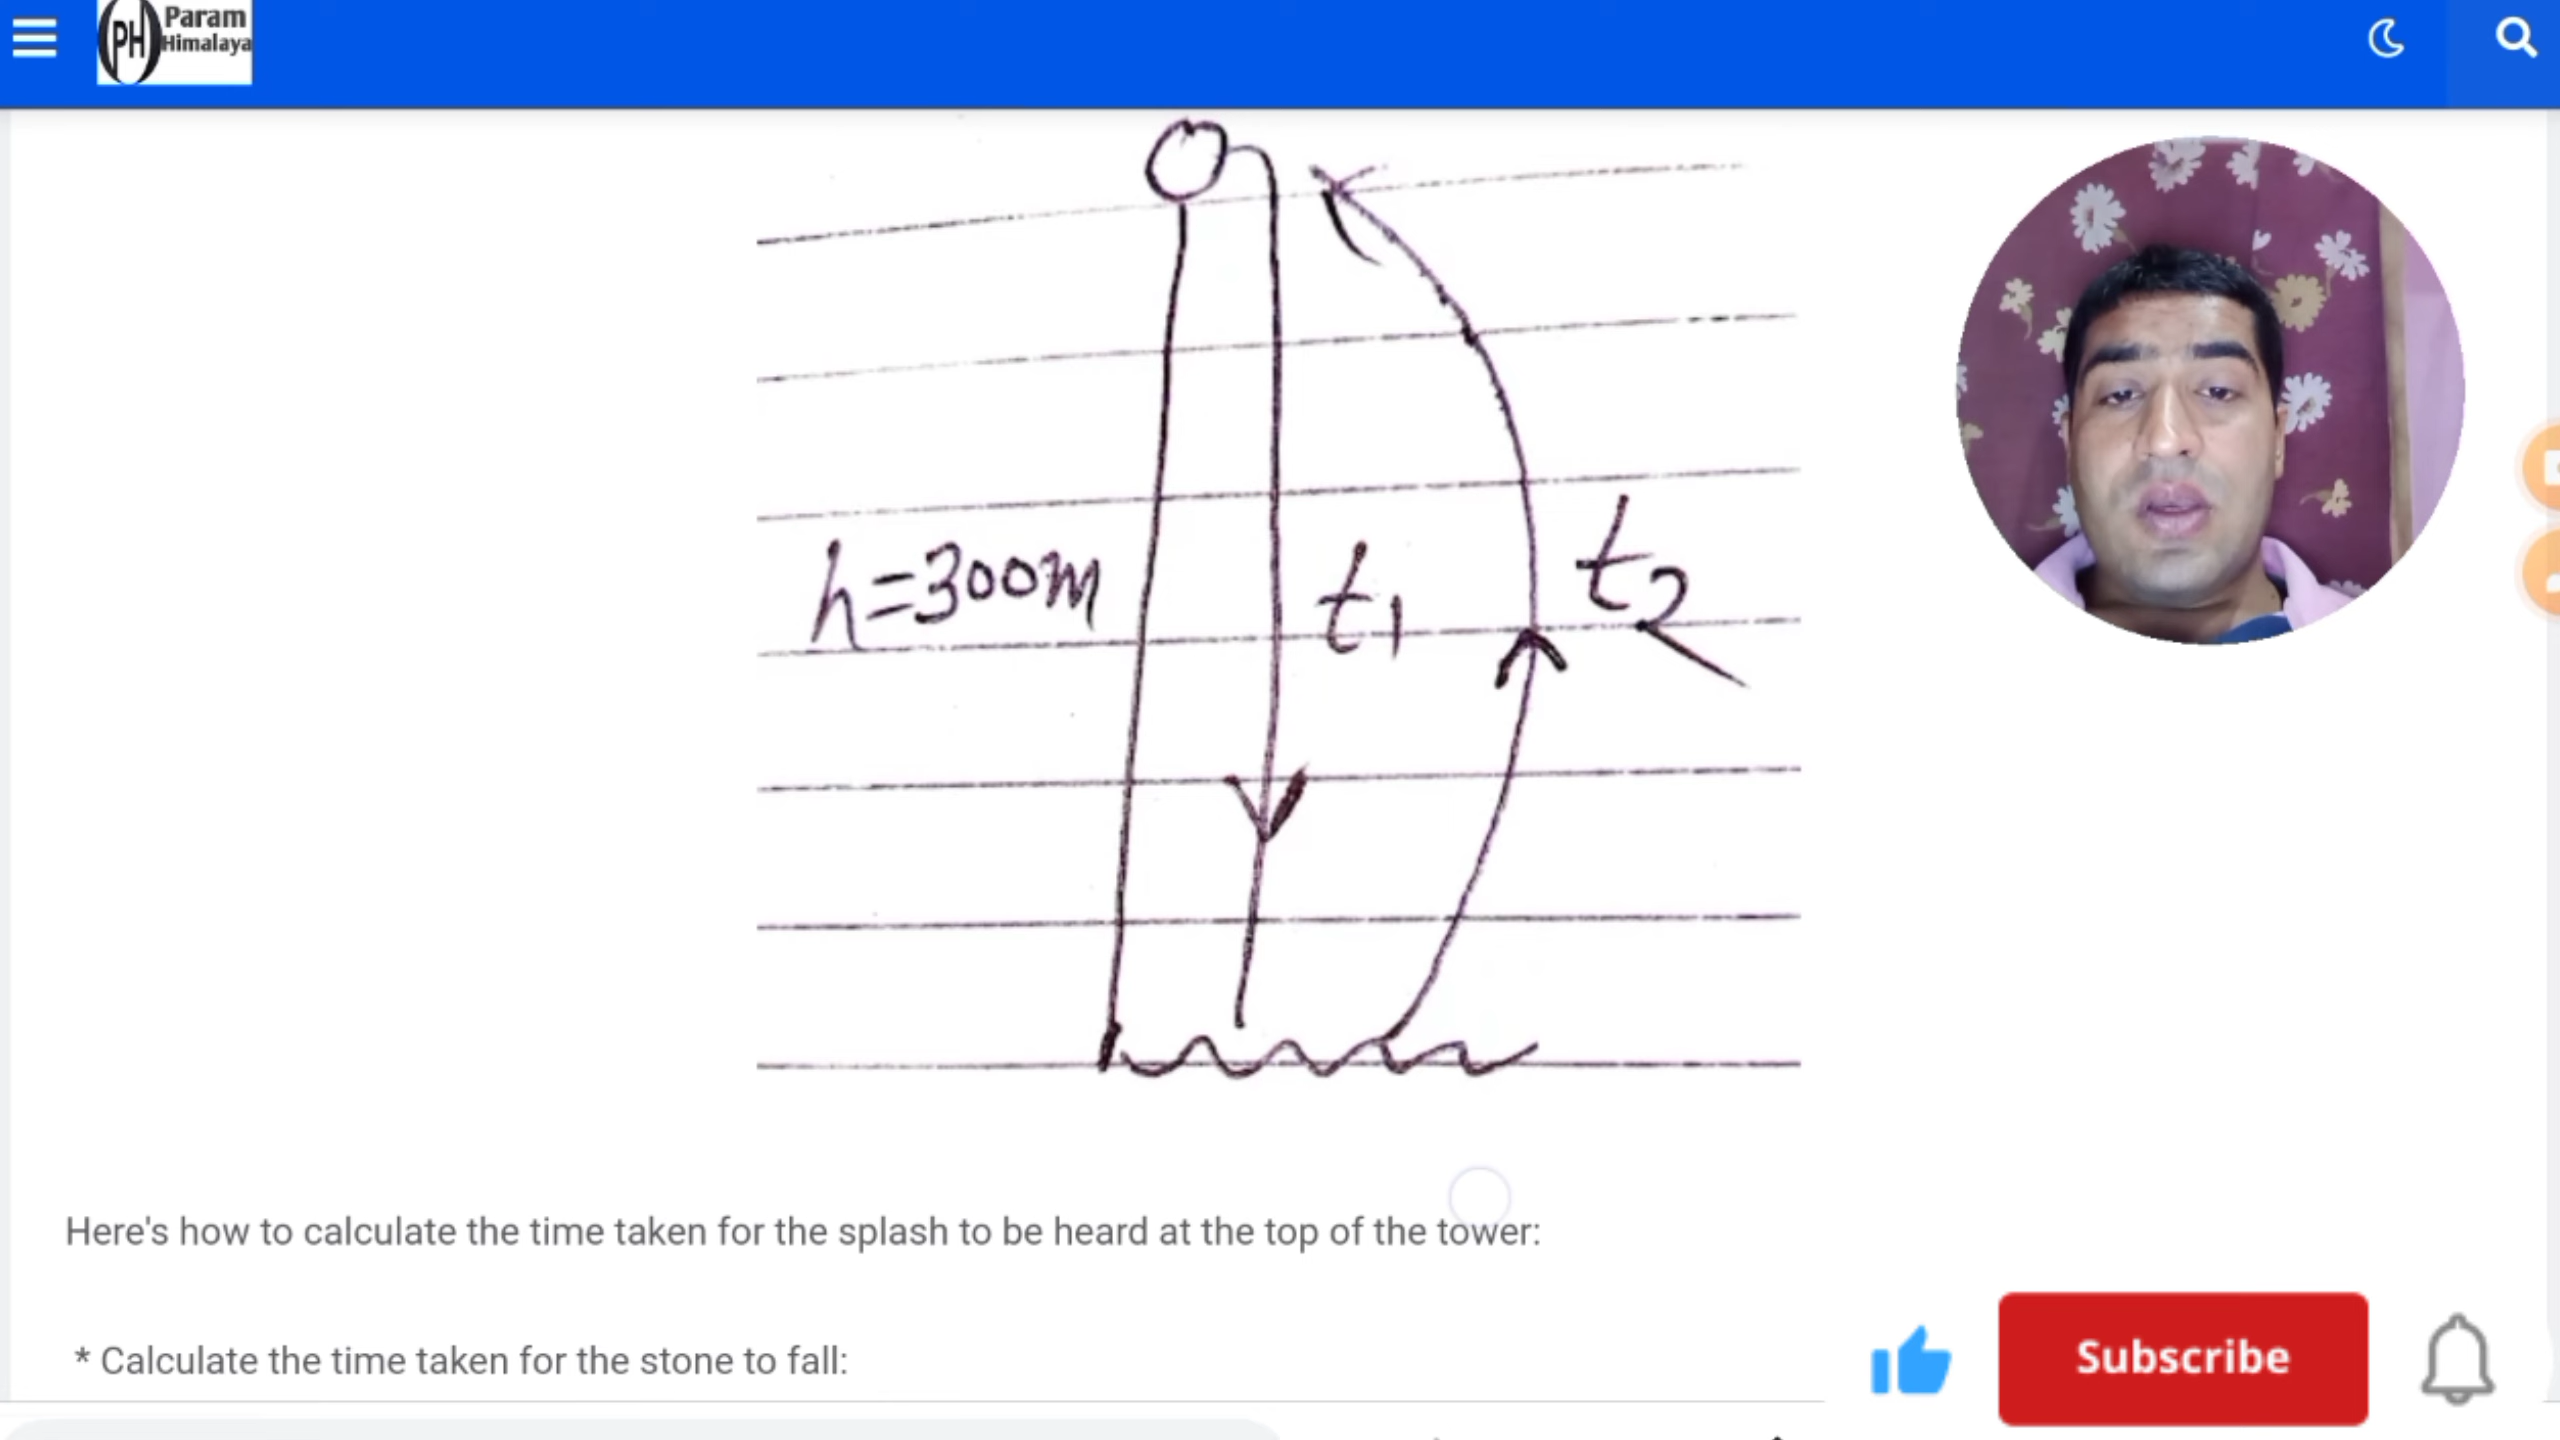 PH
Param
Himalaya
h=300m
t1
t2
Here's how to calculate the time taken for the splash to be heard at the top of the tower:
* Calculate the time taken for the stone to fall:
Subscribe